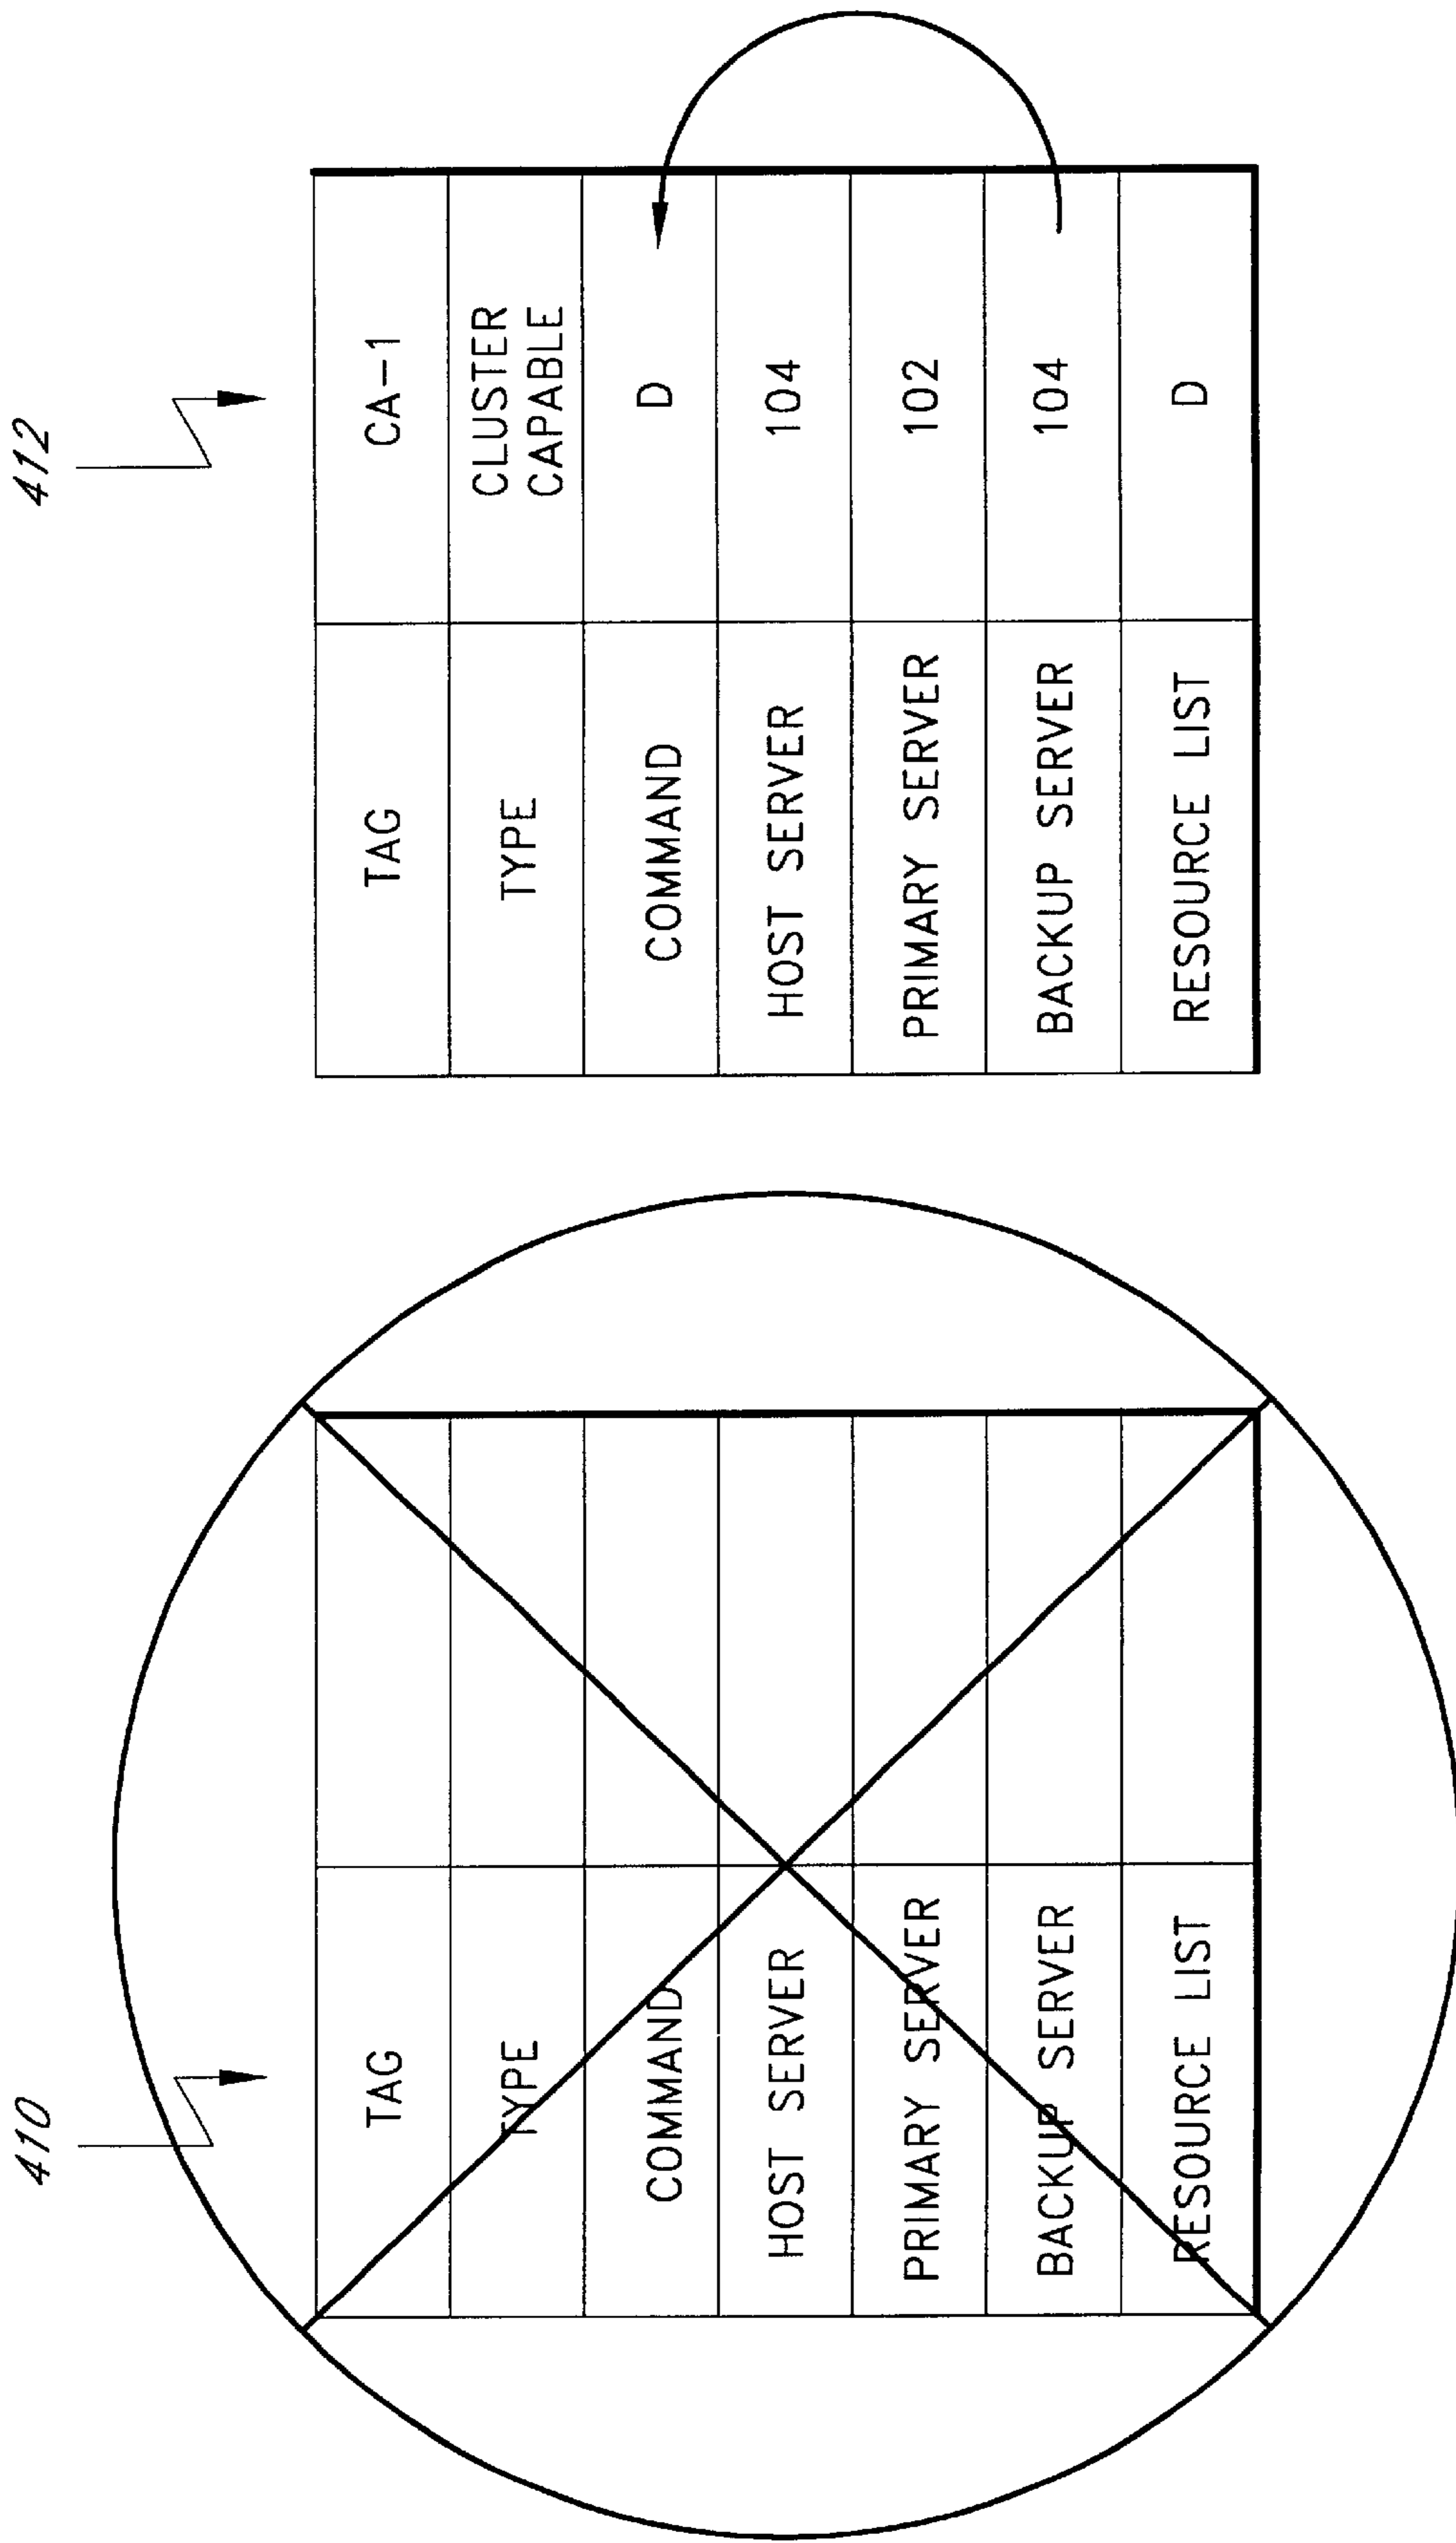 410
TAG
TYPE
COMMAND
HOST SERVER
PRIMARY SERVER
BACKUP SERVER
RESOURCE LIST
412
TAG CA-1
TYPE CLUSTER
CAPABLE
COMMAND D
HOST SERVER 104
PRIMARY SERVER 102
BACKUP SERVER 104
RESOURCE LIST D